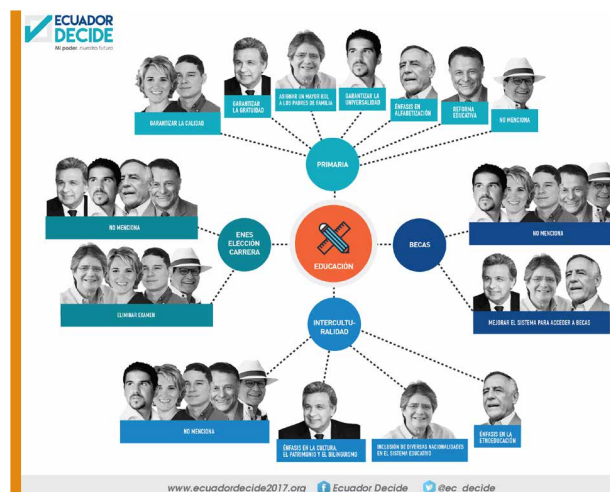 ECUADOR
DECIDE
Mi poder, nuestro futuro
GARANTIZAR LA CALIDAD
GARANTIZAR
LA GRATUIDAD
ASIGNAR UN MAYOR ROL
A LOS PADRES DE FAMILIA
GARANTIZAR LA
UNIVERSALIDAD
ÉNFASIS EN
ALFABETIZACIÓN
REFORMA
EDUCATIVA
NO MENCIONA
PRIMARIA
NO MENCIONA
ENES
ELECCIÓN
CARRERA
ELIMINAR EXAMEN
EDUCACIÓN
BECAS
NO MENCIONA
MEJORAR EL SISTEMA PARA ACCEDER A BECAS
INTERCULTU-
RALIDAD
NO MENCIONA
ÉNFASIS EN LA CULTURA,
EL PATRIMONIO Y EL BILINGÜISMO
INCLUSIÓN DE DIVERSAS NACIONALIDADES
EN EL SISTEMA EDUCATIVO
ÉNFASIS EN LA
ETNOEDUCACIÓN
www.ecuadordecide2017.org Ecuador Decide @ec_decide